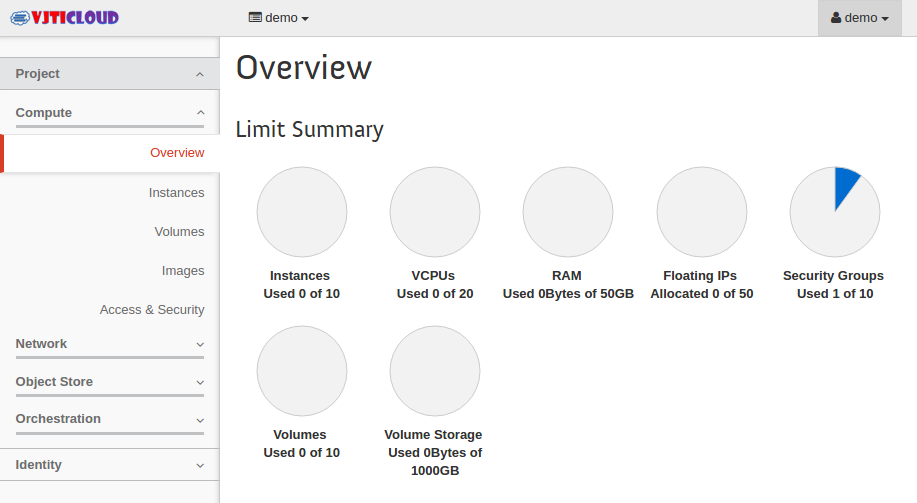 VJTICLOUD
demo
demo
Project
Compute
Overview
Instances
Volumes
Images
Access & Security
Network
Object Store
Orchestration
Identity
Overview
Limit Summary
Instances
Used 0 of 10
VCPUs
Used 0 of 20
RAM
Used 0Bytes of 50GB
Floating IPs
Allocated 0 of 50
Security Groups
Used 1 of 10
Volumes
Used 0 of 10
Volume Storage
Used 0Bytes of
1000GB